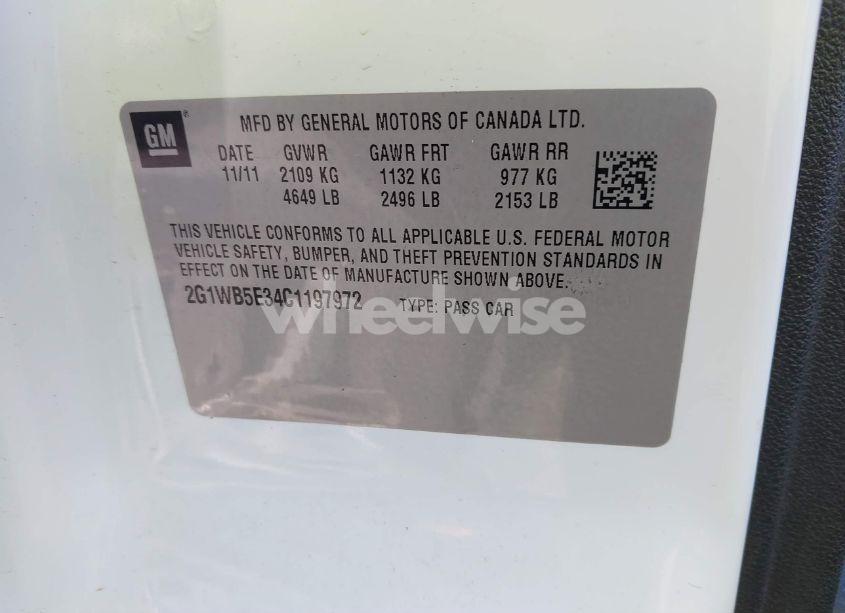 GM®
MFD BY GENERAL MOTORS OF CANADA LTD.
DATE GVWR GAWR FRT GAWR RR
11/11 2109 KG 1132 KG 977 KG
4649 LB 2496 LB 2153 LB
THIS VEHICLE CONFORMS TO ALL APPLICABLE U.S. FEDERAL MOTOR
VEHICLE SAFETY, BUMPER, AND THEFT PREVENTION STANDARDS IN
EFFECT ON THE DATE OF MANUFACTURE SHOWN ABOVE.
2G1WB5E34C1197972 TYPE: PASS CAR
wheelwise